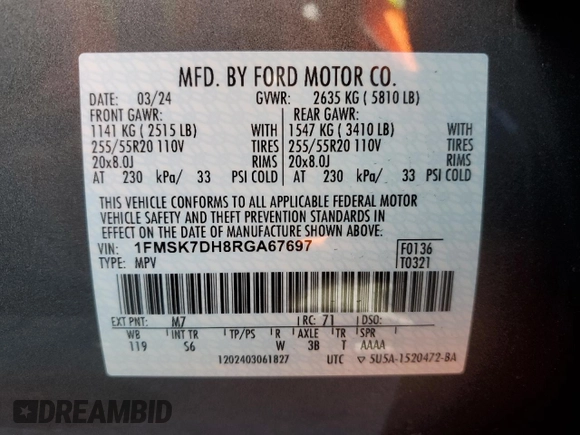 MFD. BY FORD MOTOR CO.
DATE: 03/24 GVWR: 2635 KG ( 5810 LB)
FRONT GAWR: REAR GAWR:
1141 KG ( 2515 LB) WITH 1547 KG ( 3410 LB) WITH
255/55R20 110V TIRES 255/55R20 110V TIRES
20x8.0J RIMS 20x8.0J RIMS
AT 230 kPa/ 33 PSI COLD AT 230 kPa/ 33 PSI COLD
THIS VEHICLE CONFORMS TO ALL APPLICABLE FEDERAL MOTOR
VEHICLE SAFETY AND THEFT PREVENTION STANDARDS IN
EFFECT ON THE DATE OF MANUFACTURE SHOWN ABOVE.
VIN: 1FMSK7DH8RGA67697 F0136
TYPE: MPV T0321
EXT PNT: M7 RC: 71 DSO:
WB INT TR TP/PS R AXLE TR SPR
119 S6 W 3B T AAAA
1202403061827 UTC ▽ 5U5A-1520472-BA
DREAMBID